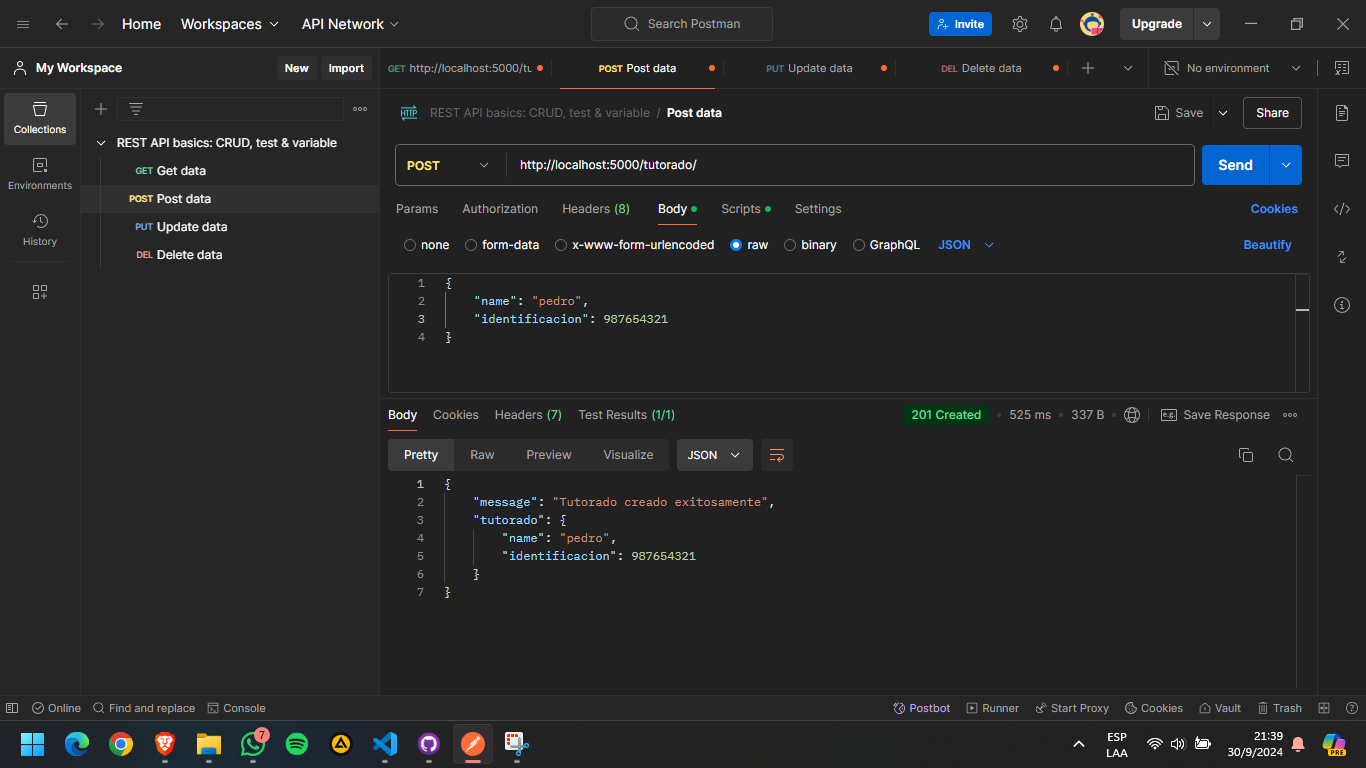 Home Workspaces API Network Search Postman Invite Upgrade
My Workspace New Import GET http://localhost:5000/tu POST Post data PUT Update data DEL Delete data No environment
Collections
Environments
History
REST API basics: CRUD, test & variable
GET Get data
POST Post data
PUT Update data
DEL Delete data
HTTP REST API basics: CRUD, test & variable / Post data Save Share
POST http://localhost:5000/tutorado/ Send
Params Authorization Headers (8) Body Scripts Settings Cookies
none form-data x-www-form-urlencoded raw binary GraphQL JSON Beautify
1 {
2 "name": "pedro",
3 "identificacion": 987654321
4 }
Body Cookies Headers (7) Test Results (1/1) 201 Created 525 ms 337 B e.g. Save Response
Pretty Raw Preview Visualize JSON
1 {
2 "message": "Tutorado creado exitosamente",
3 "tutorado": {
4 "name": "pedro",
5 "identificacion": 987654321
6 }
7 }
Online Find and replace Console Postbot Runner Start Proxy Cookies Vault Trash
7 ESP 21:39
LAA 30/9/2024 PRE